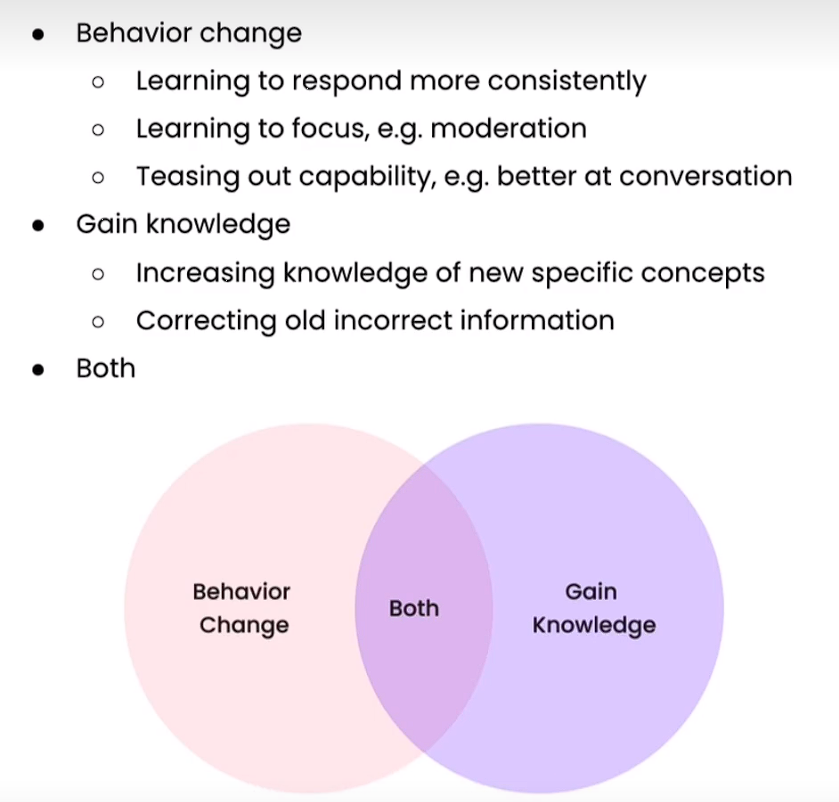 ● Behavior change
○ Learning to respond more consistently
○ Learning to focus, e.g. moderation
○ Teasing out capability, e.g. better at conversation
● Gain knowledge
○ Increasing knowledge of new specific concepts
○ Correcting old incorrect information
● Both
Behavior
Change
Both
Gain
Knowledge